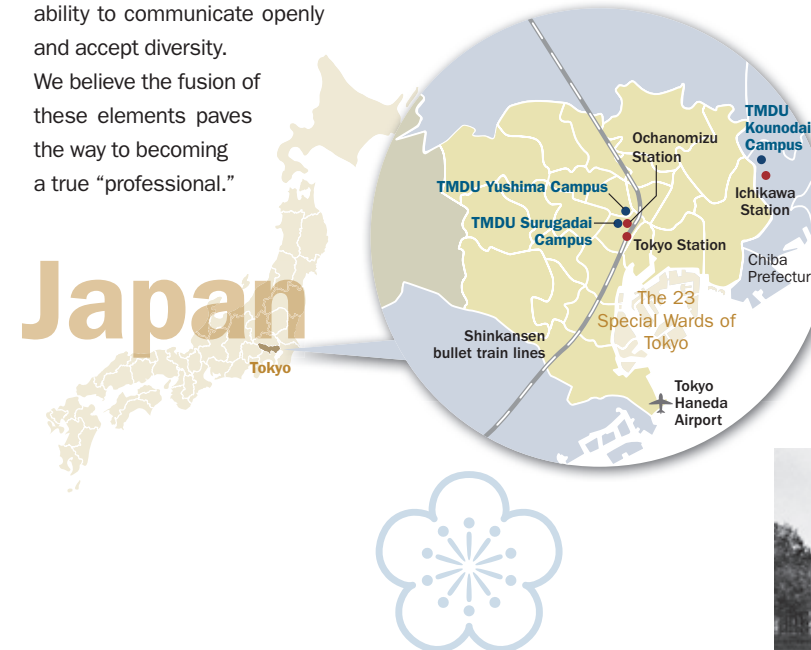 ability to communicate openly
and accept diversity.
We believe the fusion of
these elements paves
the way to becoming
a true “professional.”
Japan
Tokyo
TMDU
Kounodai
Campus
Ochanomizu
Station
TMDU Yushima Campus
Ichikawa
Station
TMDU Surugadai
Campus
Tokyo Station
Chiba
Prefectur
The 23
Special Wards of
Tokyo
Shinkansen
bullet train lines
Tokyo
Haneda
Airport